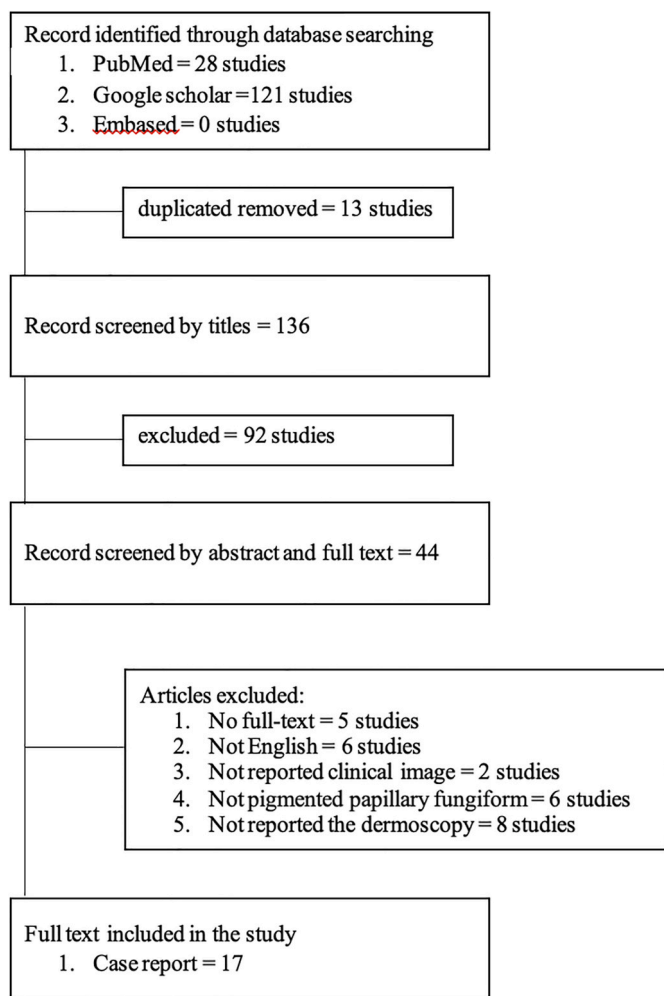 Record identified through database searching
1. PubMed = 28 studies
2. Google scholar =121 studies
3. Embased = 0 studies
duplicated removed = 13 studies
Record screened by titles = 136
excluded = 92 studies
Record screened by abstract and full text = 44
Articles excluded:
1. No full-text = 5 studies
2. Not English = 6 studies
3. Not reported clinical image = 2 studies
4. Not pigmented papillary fungiform = 6 studies
5. Not reported the dermoscopy = 8 studies
Full text included in the study
1. Case report = 17